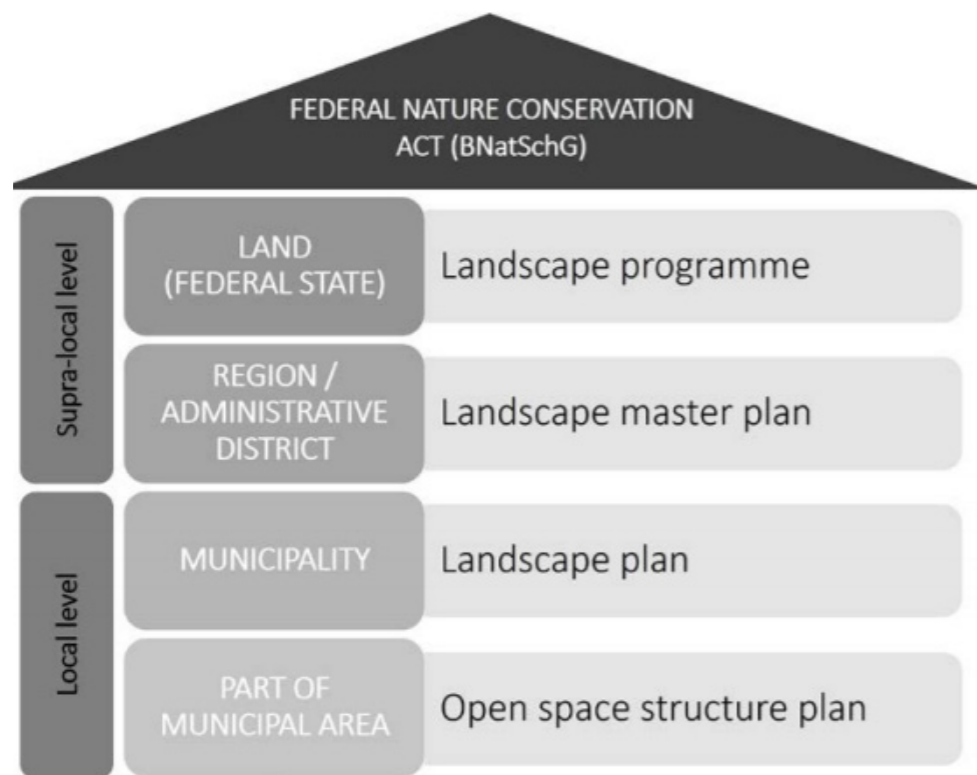 FEDERAL NATURE CONSERVATION
ACT (BNatSchG)
Supra-local level
LAND
(FEDERAL STATE)
Landscape programme
REGION /
ADMINISTRATIVE
DISTRICT
Landscape master plan
Local level
MUNICIPALITY
Landscape plan
PART OF
MUNICIPAL AREA
Open space structure plan